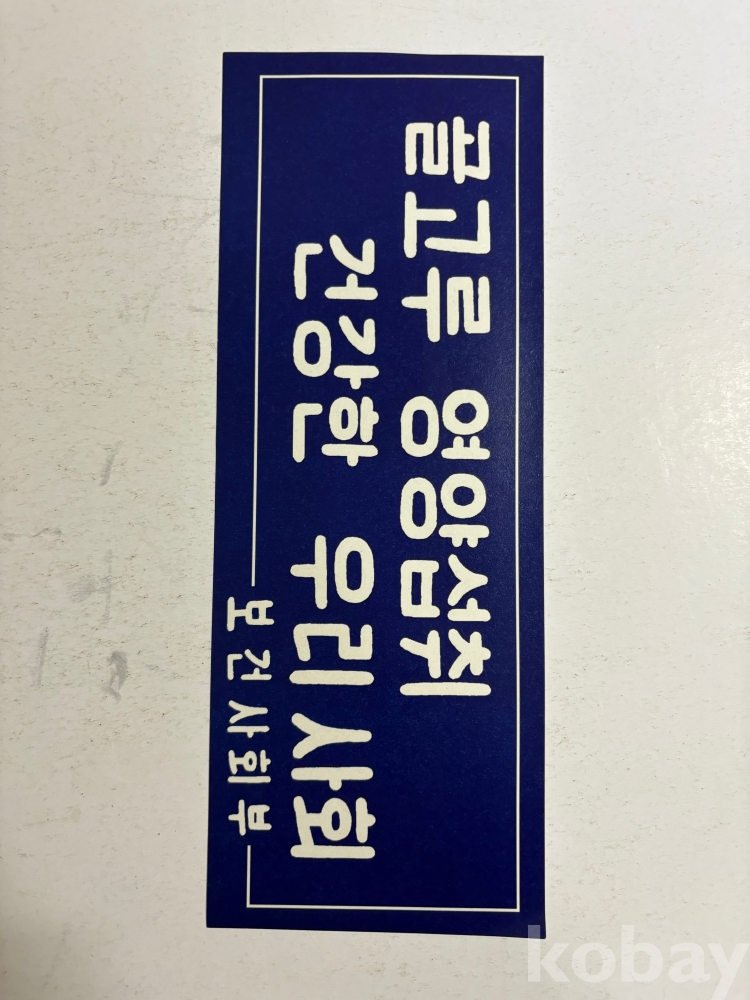 골고루 영양섭취
건강한 우리사회
보건사회부
kobay